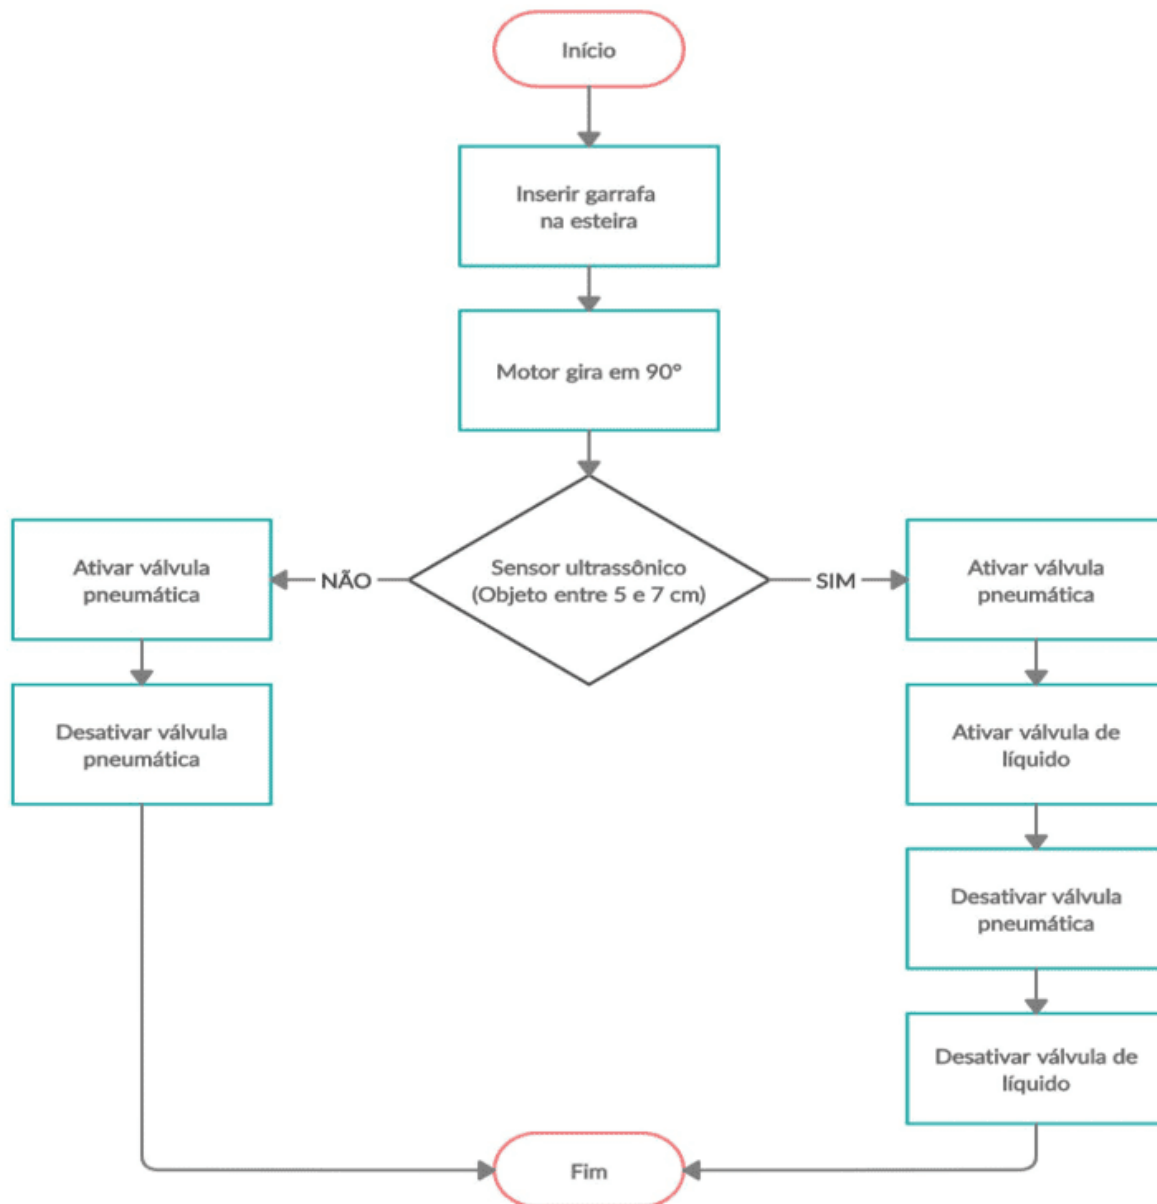 Início
Inserir garrafa
na esteira
Motor gira em 90°
Sensor ultrassônico
(Objeto entre 5 e 7 cm)
NÃO
SIM
Ativar válvula
pneumática
Desativar válvula
pneumática
Ativar válvula
pneumática
Ativar válvula de
líquido
Desativar válvula
pneumática
Desativar válvula de
líquido
Fim